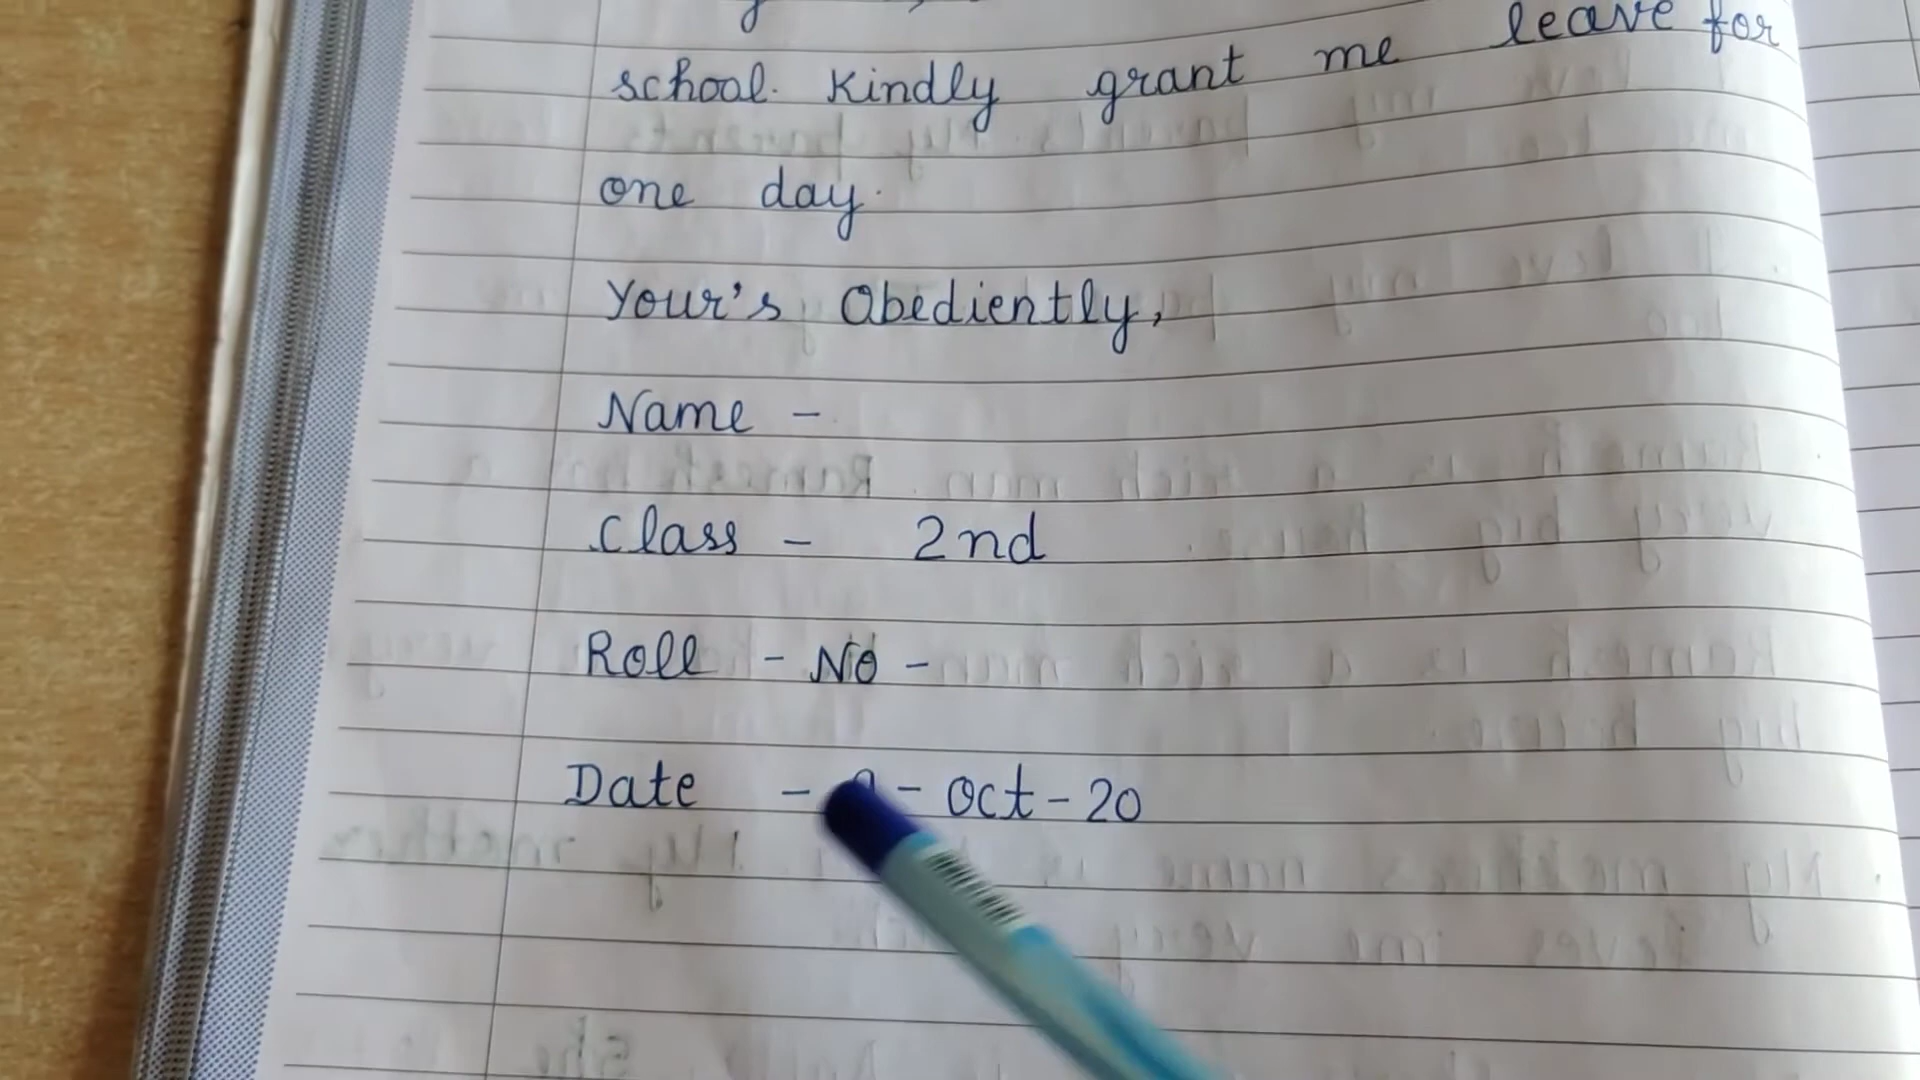 school. Kindly grant me leave for
one day.
Your's Obediently,
Name -
Class - 2nd
Roll - No -
Date - - Oct - 20